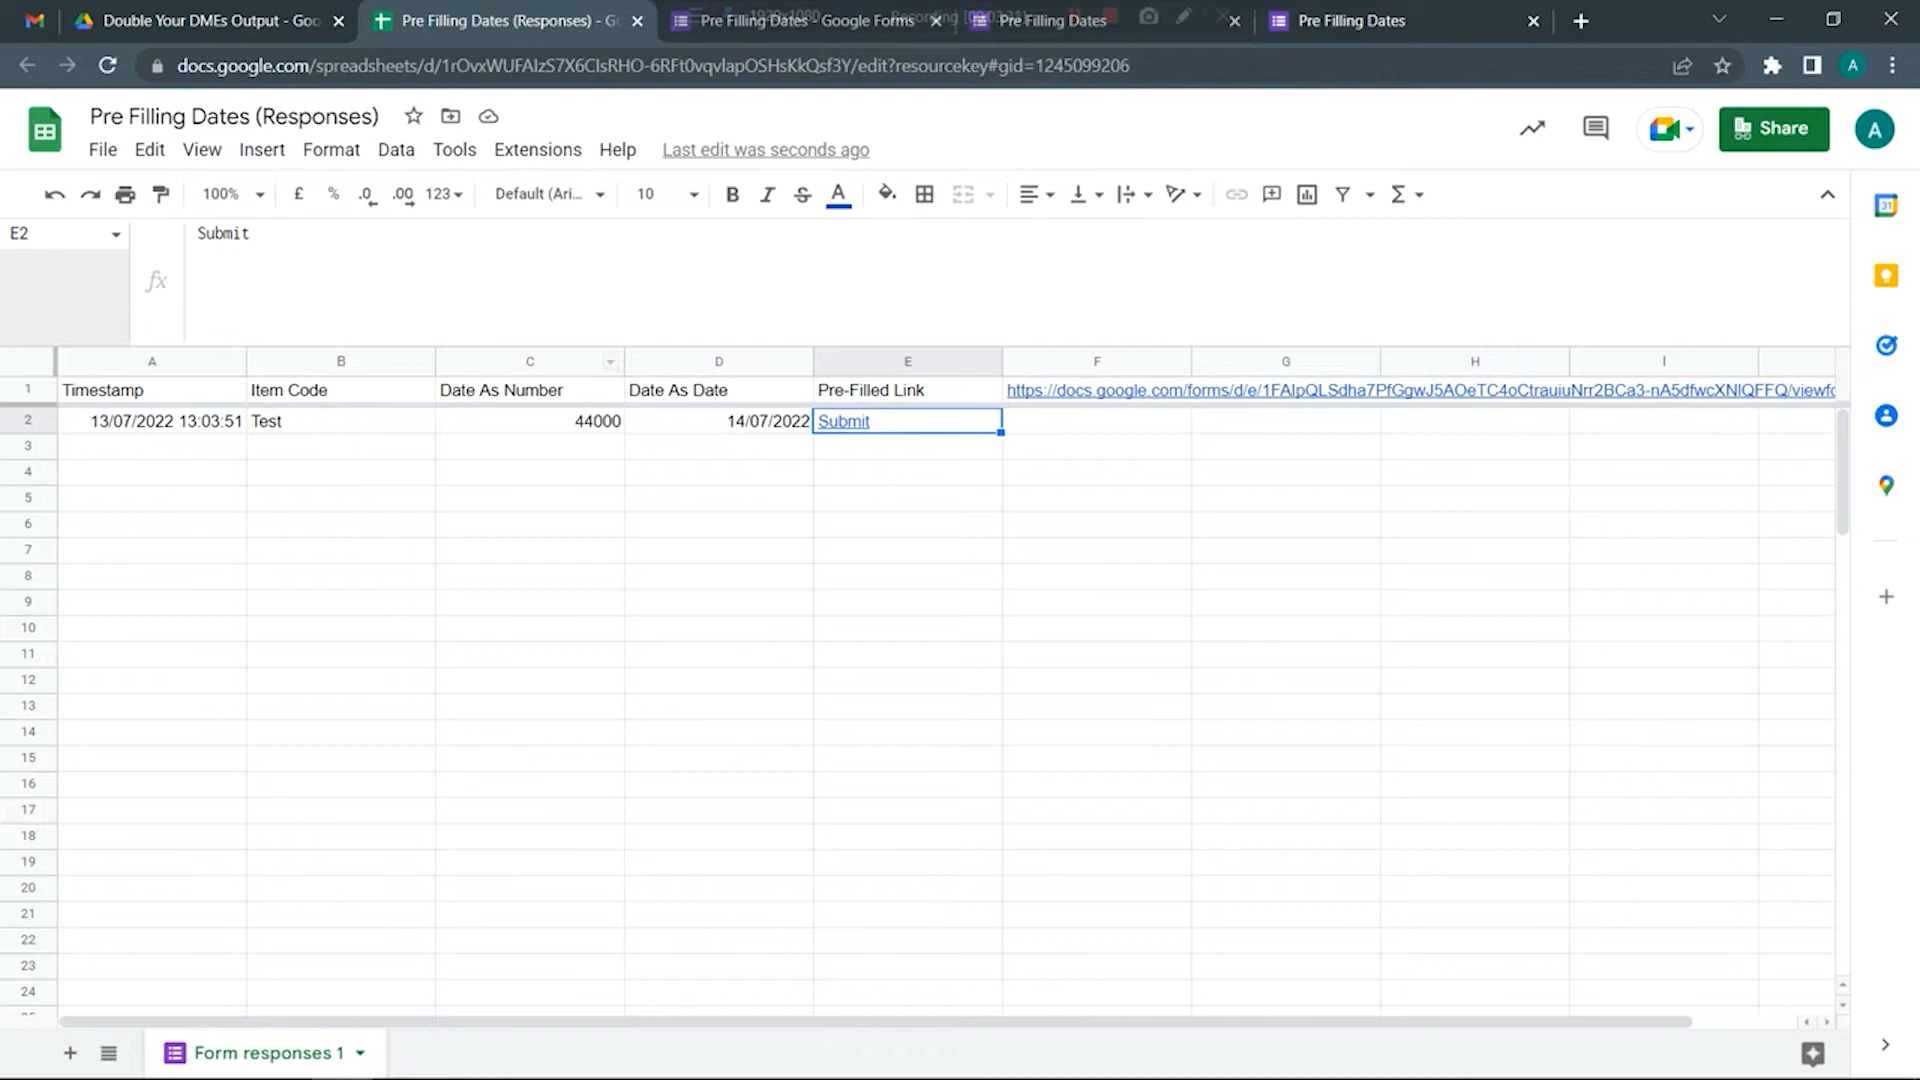 Double Your DMEs Output - Goo
Pre Filling Dates (Responses) - Go
Pre Filling Dates - Google Forms
Pre Filling Dates
Pre Filling Dates
docs.google.com/spreadsheets/d/1rOvxWUFAIzS7X6CIsRHO-6RFt0vqvlapOSHsKkQsf3Y/edit?resourcekey#gid=1245099206
A
Pre Filling Dates (Responses)
File Edit View Insert Format Data Tools Extensions Help Last edit was seconds ago
Share
A
100% £ % .0 .00 123 Default (Ari... 10 B I S A
31
E2
Submit
fx
A B C D E F G H I
1 Timestamp Item Code Date As Number Date As Date Pre-Filled Link https://docs.google.com/forms/d/e/1FAIpQLSdha7PfGgwJ5AOeTC4oCtrauiuNrr2BCa3-nA5dfwcXNlQFFQ/viewfo
2 13/07/2022 13:03:51 Test 44000 14/07/2022 Submit
3
4
5
6
7
8
9
10
11
12
13
14
15
16
17
18
19
20
21
22
23
24
Form responses 1